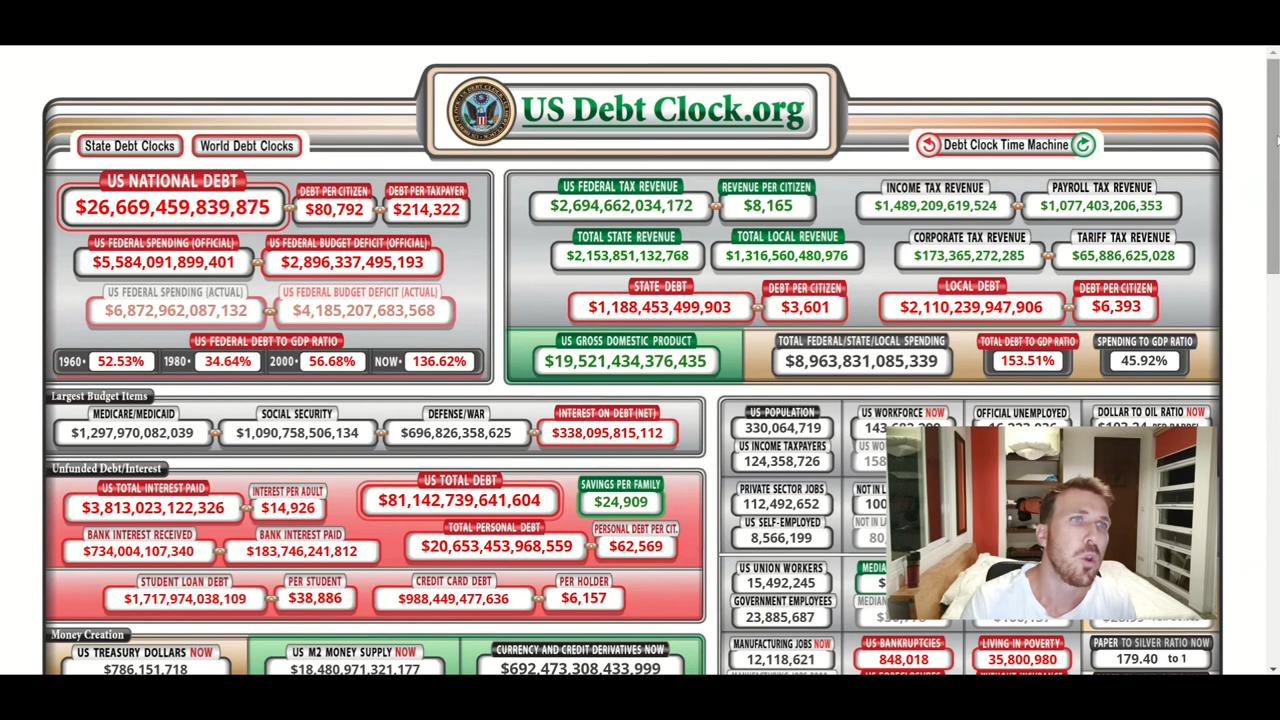 US Debt Clock.org
State Debt Clocks
World Debt Clocks
Debt Clock Time Machine
US NATIONAL DEBT
$26,669,459,839,875
DEBT PER CITIZEN
$80,792
DEBT PER TAXPAYER
$214,322
US FEDERAL SPENDING (OFFICIAL)
$5,584,091,899,401
US FEDERAL BUDGET DEFICIT (OFFICIAL)
$2,896,337,495,193
US FEDERAL SPENDING (ACTUAL)
$6,872,962,087,132
US FEDERAL BUDGET DEFICIT (ACTUAL)
$4,185,207,683,568
US FEDERAL DEBT TO GDP RATIO
1960• 52.53% 1980• 34.64% 2000• 56.68% NOW• 136.62%
US FEDERAL TAX REVENUE
$2,694,662,034,172
REVENUE PER CITIZEN
$8,165
INCOME TAX REVENUE
$1,489,209,619,524
PAYROLL TAX REVENUE
$1,077,403,206,353
TOTAL STATE REVENUE
$2,153,851,132,768
TOTAL LOCAL REVENUE
$1,316,560,480,976
CORPORATE TAX REVENUE
$173,365,272,285
TARIFF TAX REVENUE
$65,886,625,028
STATE DEBT
$1,188,453,499,903
DEBT PER CITIZEN
$3,601
LOCAL DEBT
$2,110,239,947,906
DEBT PER CITIZEN
$6,393
US GROSS DOMESTIC PRODUCT
$19,521,434,376,435
TOTAL FEDERAL/STATE/LOCAL SPENDING
$8,963,831,085,339
TOTAL DEBT TO GDP RATIO
153.51%
SPENDING TO GDP RATIO
45.92%
Largest Budget Items
MEDICARE/MEDICAID
$1,297,970,082,039
SOCIAL SECURITY
$1,090,758,506,134
DEFENSE/WAR
$696,826,358,625
INTEREST ON DEBT (NET)
$338,095,815,112
Unfunded Debt/Interest
US TOTAL INTEREST PAID
$3,813,023,122,326
INTEREST PER ADULT
$14,926
US TOTAL DEBT
$81,142,739,641,604
SAVINGS PER FAMILY
$24,909
BANK INTEREST RECEIVED
$734,004,107,340
BANK INTEREST PAID
$183,746,241,812
TOTAL PERSONAL DEBT
$20,653,453,968,559
PERSONAL DEBT PER CIT.
$62,569
STUDENT LOAN DEBT
$1,717,974,038,109
PER STUDENT
$38,886
CREDIT CARD DEBT
$988,449,477,636
PER HOLDER
$6,157
Money Creation
US TREASURY DOLLARS NOW
$786,151,718
US M2 MONEY SUPPLY NOW
$18,480,971,321,177
CURRENCY AND CREDIT DERIVATIVES NOW
$692,473,308,433,999
US POPULATION
330,064,719
US WORKFORCE NOW
OFFICIAL UNEMPLOYED
DOLLAR TO OIL RATIO NOW
US INCOME TAXPAYERS
124,358,726
PRIVATE SECTOR JOBS
112,492,652
US SELF-EMPLOYED
8,566,199
US UNION WORKERS
15,492,245
GOVERNMENT EMPLOYEES
23,885,687
MANUFACTURING JOBS NOW
12,118,621
US BANKRUPTCIES
848,018
LIVING IN POVERTY
35,800,980
PAPER TO SILVER RATIO NOW
179.40 to 1